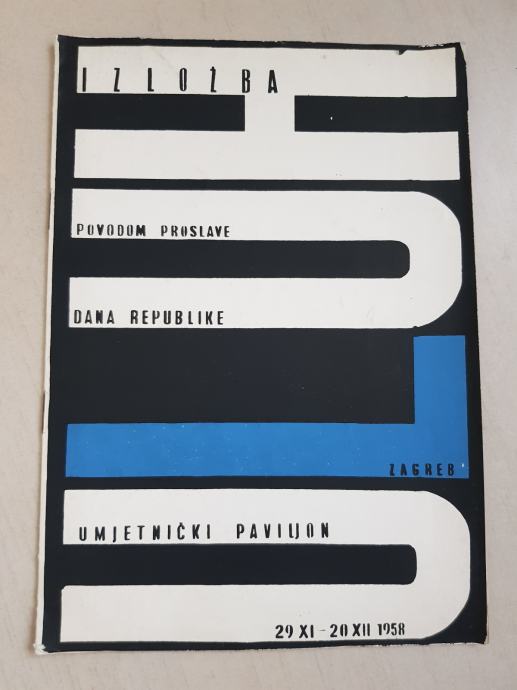 ULUH
IZLOŽBA
POVODOM PROSLAVE
DANA REPUBLIKE
ZAGREB
UMJETNIČKI PAVILJON
29 XI - 20 XII 1958